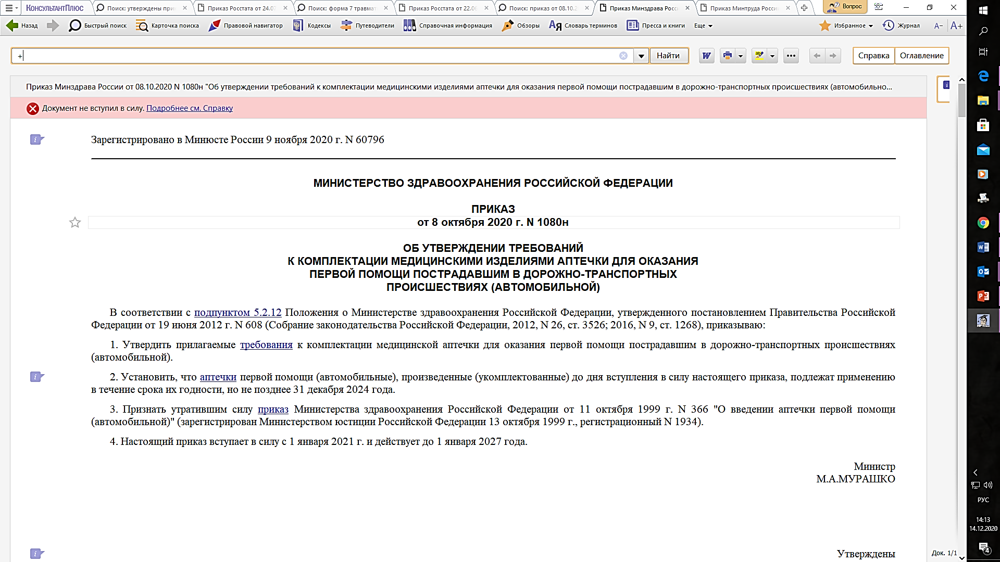 КонсультантПлюс
Поиск: утверждены при
Приказ Росстата от 24.07
Поиск: форма 7 травмат
Приказ Росстата от 22.06
Поиск: приказ от 08.10.2
Приказ Минздрава Росси
Приказ Минтруда России
Вопрос
Назад
Быстрый поиск
Карточка поиска
Правовой навигатор
Кодексы
Путеводители
Справочная информация
Обзоры
Словарь терминов
Пресса и книги
Еще
Избранное
Журнал
А−
А+
+
Найти
Справка
Оглавление
Приказ Минздрава России от 08.10.2020 N 1080н "Об утверждении требований к комплектации медицинскими изделиями аптечки для оказания первой помощи пострадавшим в дорожно-транспортных происшествиях (автомобильно...
Документ не вступил в силу. Подробнее см. Справку
Зарегистрировано в Минюсте России 9 ноября 2020 г. N 60796
МИНИСТЕРСТВО ЗДРАВООХРАНЕНИЯ РОССИЙСКОЙ ФЕДЕРАЦИИ
ПРИКАЗ
от 8 октября 2020 г. N 1080н
ОБ УТВЕРЖДЕНИИ ТРЕБОВАНИЙ
К КОМПЛЕКТАЦИИ МЕДИЦИНСКИМИ ИЗДЕЛИЯМИ АПТЕЧКИ ДЛЯ ОКАЗАНИЯ
ПЕРВОЙ ПОМОЩИ ПОСТРАДАВШИМ В ДОРОЖНО-ТРАНСПОРТНЫХ
ПРОИСШЕСТВИЯХ (АВТОМОБИЛЬНОЙ)
В соответствии с подпунктом 5.2.12 Положения о Министерстве здравоохранения Российской Федерации, утвержденного постановлением Правительства Российской
Федерации от 19 июня 2012 г. N 608 (Собрание законодательства Российской Федерации, 2012, N 26, ст. 3526; 2016, N 9, ст. 1268), приказываю:
1. Утвердить прилагаемые требования к комплектации медицинской аптечки для оказания первой помощи пострадавшим в дорожно-транспортных происшествиях
(автомобильной).
2. Установить, что аптечки первой помощи (автомобильные), произведенные (укомплектованные) до дня вступления в силу настоящего приказа, подлежат применению
в течение срока их годности, но не позднее 31 декабря 2024 года.
3. Признать утратившим силу приказ Министерства здравоохранения Российской Федерации от 11 октября 1999 г. N 366 "О введении аптечки первой помощи
(автомобильной)" (зарегистрирован Министерством юстиции Российской Федерации 13 октября 1999 г., регистрационный N 1934).
4. Настоящий приказ вступает в силу с 1 января 2021 г. и действует до 1 января 2027 года.
Министр
М.А.МУРАШКО
Утверждены
Док. 1/1
РУС
14:13
14.12.2020
4